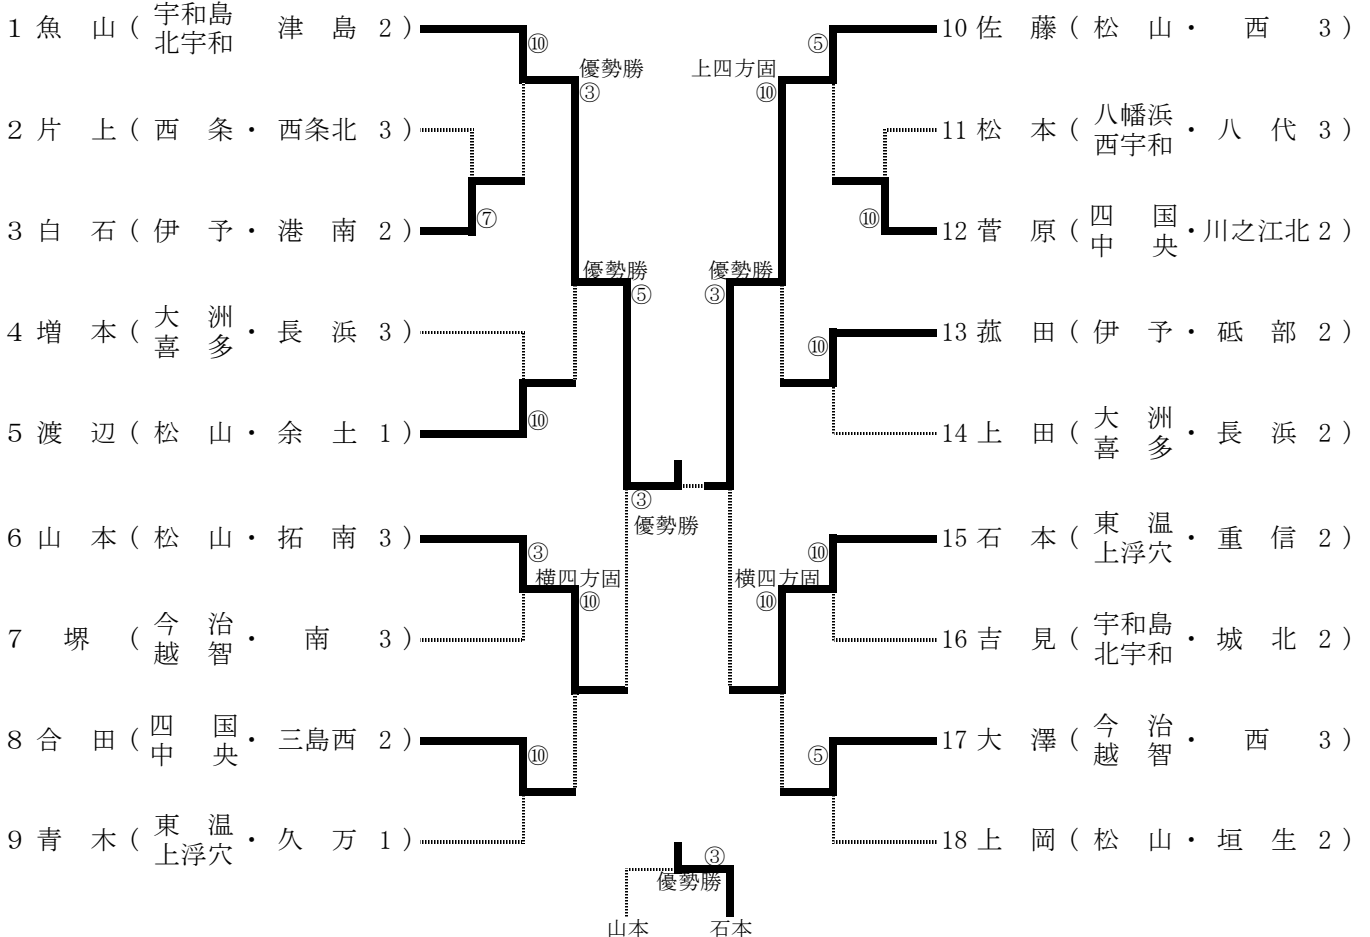 1 魚 山 ( 宇和島 北宇和 津 島 2 )
⑩
優勢勝
③
2 片 上 ( 西 条 ・ 西条北 3 )
3 白 石 ( 伊 予 ・ 港 南 2 )
⑦
優勢勝
⑤
4 増 本 ( 大 洲 喜 多 ・ 長 浜 3 )
5 渡 辺 ( 松 山 ・ 余 土 1 )
⑩
③
優勢勝
6 山 本 ( 松 山 ・ 拓 南 3 )
③
横四方固
⑩
7 堺 ( 今 治 越 智 ・ 南 3 )
8 合 田 ( 四 国 中 央 ・ 三島西 2 )
⑩
9 青 木 ( 東 温 上浮穴 ・ 久 万 1 )
10 佐 藤 ( 松 山 ・ 西 3 )
⑤
上四方固
⑩
11 松 本 ( 八幡浜 西宇和 ・ 八 代 3 )
12 菅 原 ( 四 国 中 央 ・ 川之江北 2 )
⑩
優勢勝
③
13 菰 田 ( 伊 予 ・ 砥 部 2 )
⑩
14 上 田 ( 大 洲 喜 多 ・ 長 浜 2 )
15 石 本 ( 東 温 上浮穴 ・ 重 信 2 )
⑩
横四方固
⑩
16 吉 見 ( 宇和島 北宇和 ・ 城 北 2 )
17 大 澤 ( 今 治 越 智 ・ 西 3 )
⑤
18 上 岡 ( 松 山 ・ 垣 生 2 )
③
優勢勝
山本 石本